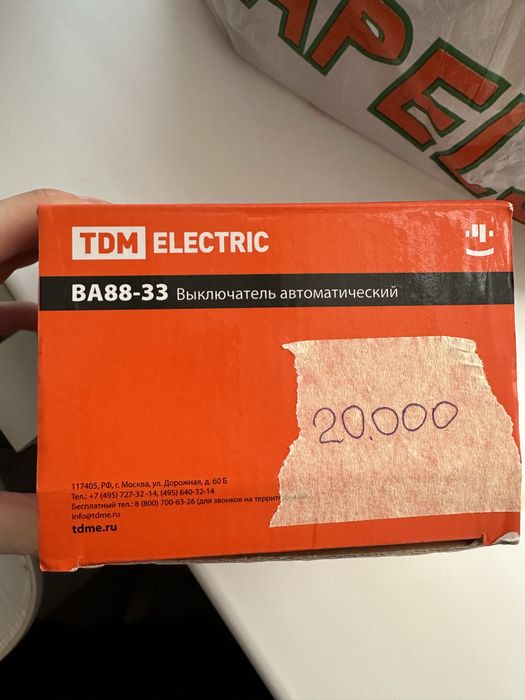 APEL
TDM ELECTRIC
ВА88-33 Выключатель автоматический
20.000
117405, РФ, г. Москва, ул. Дорожная, д. 60 Б
Тел.: +7 (495) 727-32 -14, (495) 640-32-14
Бесплатный тел.: 8 (800) 700-63-26 (для звонков на
info@tdme.ru
tdme.ru